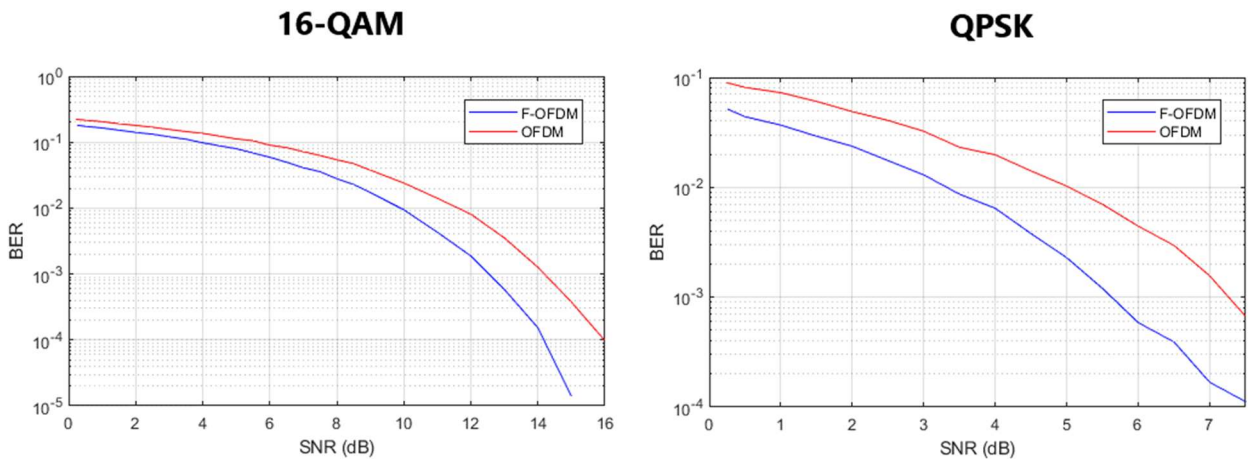 16-QAM
10^0
10^-1
10^-2
10^-3
10^-4
10^-5
BER
F-OFDM
OFDM
0 2 4 6 8 10 12 14 16
SNR (dB)
QPSK
10^-1
10^-2
10^-3
10^-4
BER
F-OFDM
OFDM
0 1 2 3 4 5 6 7
SNR (dB)